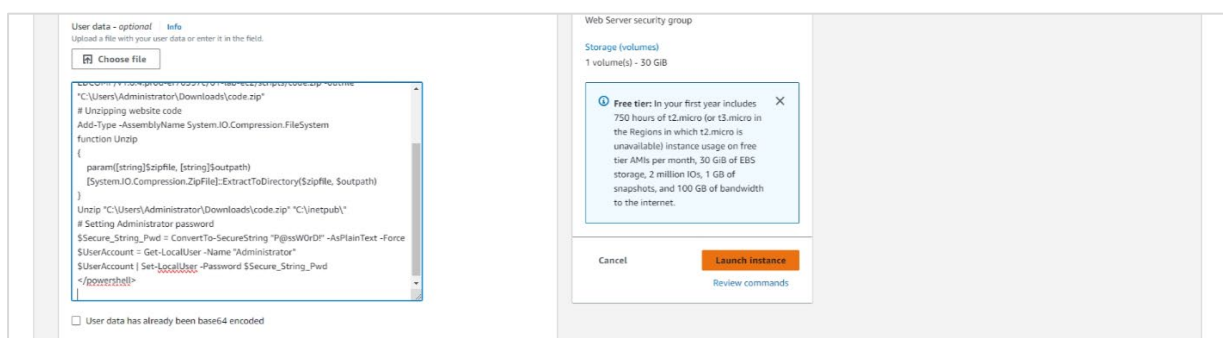 User data - optional Info
Upload a file with your user data or enter it in the field.
Choose file
"C:\Users\Administrator\Downloads\code.zip"
# Unzipping website code
Add-Type -AssemblyName System.IO.Compression.FileSystem
function Unzip
{
param([string]$zipfile, [string]$outpath)
[System.IO.Compression.ZipFile]::ExtractToDirectory($zipfile, $outpath)
}
Unzip "C:\Users\Administrator\Downloads\code.zip" "C:\inetpub\"
# Setting Administrator password
$Secure_String_Pwd = ConvertTo-SecureString "P@ssW0rD!" -AsPlainText -Force
$UserAccount = Get-LocalUser -Name "Administrator"
$UserAccount | Set-LocalUser -Password $Secure_String_Pwd
</powershell>
User data has already been base64 encoded
Web Server security group
Storage (volumes)
1 volume(s) - 30 GiB
Free tier: In your first year includes
750 hours of t2.micro (or t3.micro in
the Regions in which t2.micro is
unavailable) instance usage on free
tier AMIs per month, 30 GiB of EBS
storage, 2 million IOs, 1 GB of
snapshots, and 100 GB of bandwidth
to the internet.
Cancel
Launch instance
Review commands